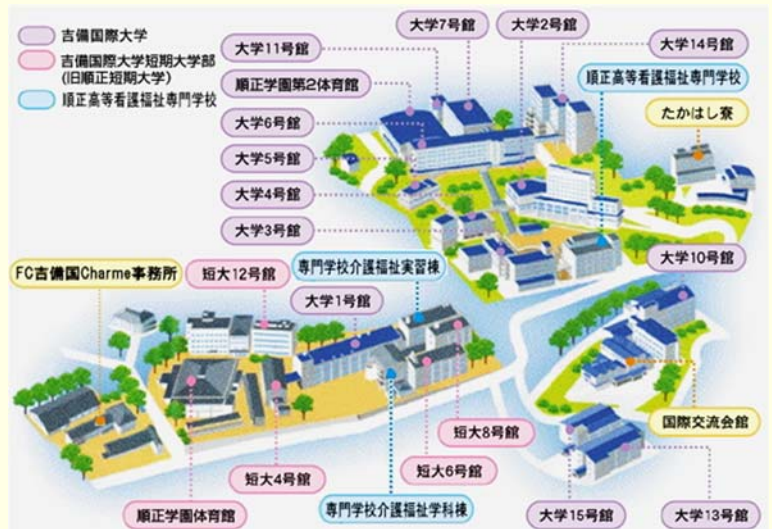 吉備国際大学
吉備国際大学短期大学部
(旧順正短期大学)
順正高等看護福祉専門学校
大学7号館
大学2号館
大学11号館
大学14号館
順正学園第2体育館
順正高等看護福祉専門学校
大学6号館
たかはし寮
大学5号館
大学4号館
大学3号館
大学10号館
FC吉備国Charme事務所
短大12号館
専門学校介護福祉実習棟
大学1号館
国際交流会館
短大8号館
短大6号館
短大4号館
順正学園体育館
専門学校介護福祉学科棟
大学15号館
大学13号館